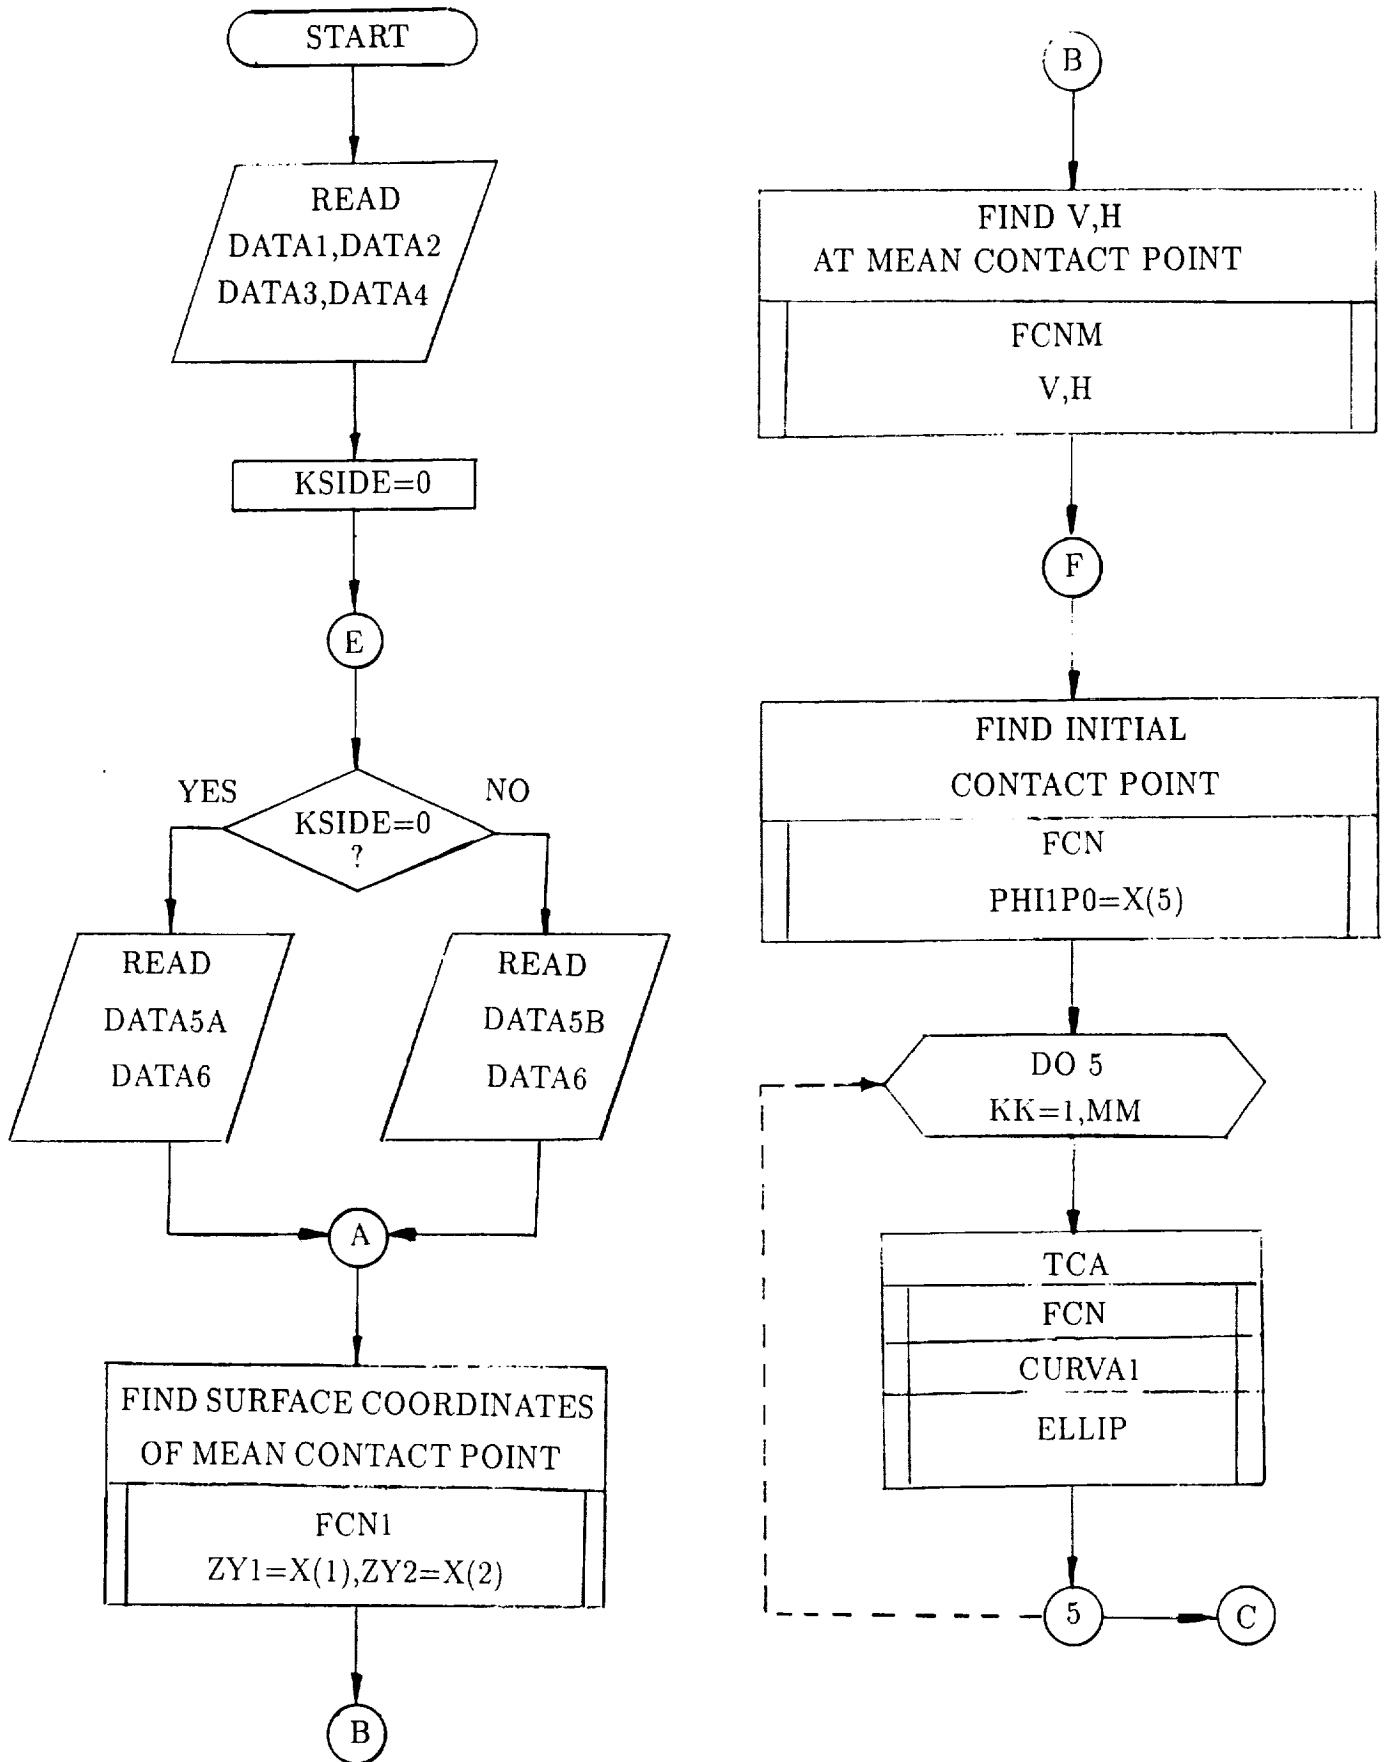 START
READ
DATA1,DATA2
DATA3,DATA4
KSIDE=0
E
YES
NO
KSIDE=0
?
READ
DATA5A
DATA6
READ
DATA5B
DATA6
A
FIND SURFACE COORDINATES
OF MEAN CONTACT POINT
FCN1
ZY1=X(1),ZY2=X(2)
B
B
FIND V,H
AT MEAN CONTACT POINT
FCNM
V,H
F
FIND INITIAL
CONTACT POINT
FCN
PHI1P0=X(5)
DO 5
KK=1,MM
TCA
FCN
CURVA1
ELLIP
5
C